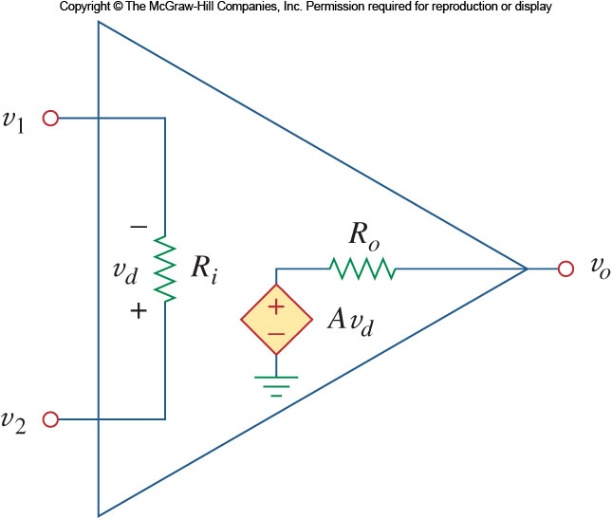 Copyright © The McGraw-Hill Companies, Inc. Permission required for reproduction or display
v1
−
vd
Ri
+
Ro
vo
+
−
Avd
v2